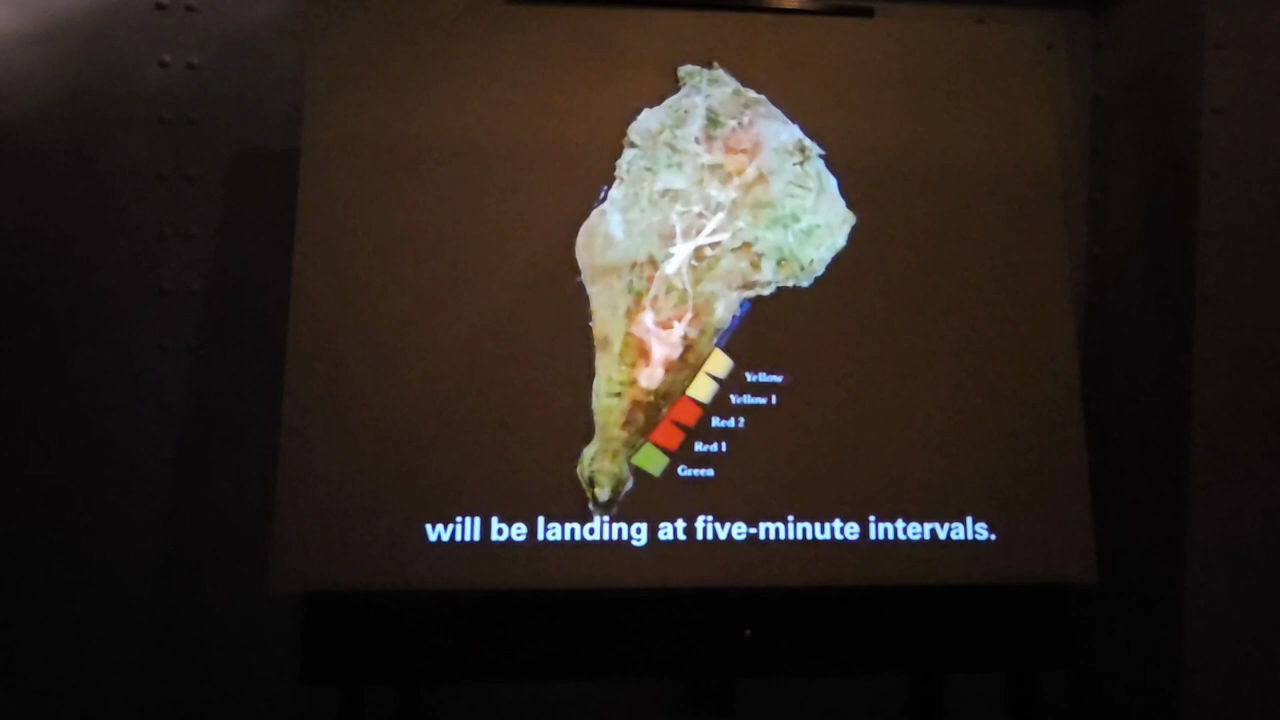 Yellow
Yellow 1
Red 2
Red 1
Green
will be landing at five-minute intervals.